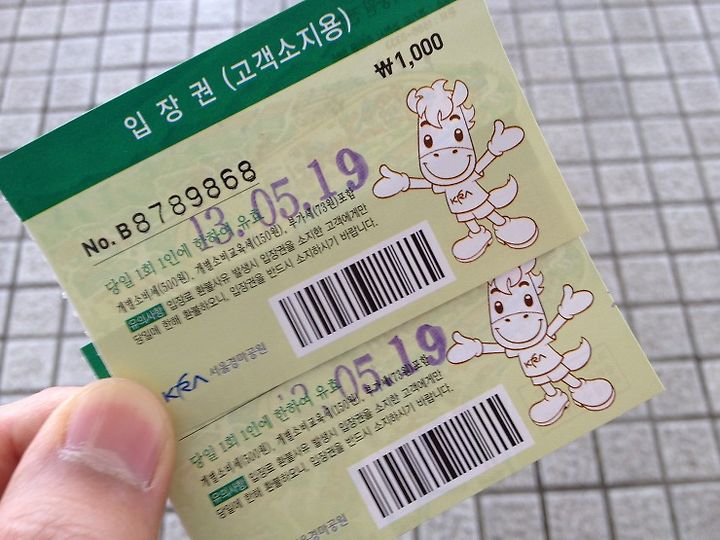 입장권 (고객소지용)
₩1,000
No. B8789868
13.05.19
당일 1회 1인에 한하여 유효
개별소비세(500원), 개별소비교육세(150원), 부가세(73원)포함
유의사항 입장료 환불사유 발생시 입장권을 소지한 고객에게만
당일에 한해 환불하오니, 입장권을 반드시 소지하시기 바랍니다.
KRA
KRA 서울경마공원
13.05.19
당일 1회 1인에 한하여 유효
개별소비세(500원), 개별소비교육세(150원), 부가세(73원)포함
유의사항 입장료 환불사유 발생시 입장권을 소지한 고객에게만
당일에 한해 환불하오니, 입장권을 반드시 소지하시기 바랍니다.
KRA
서울경마공원